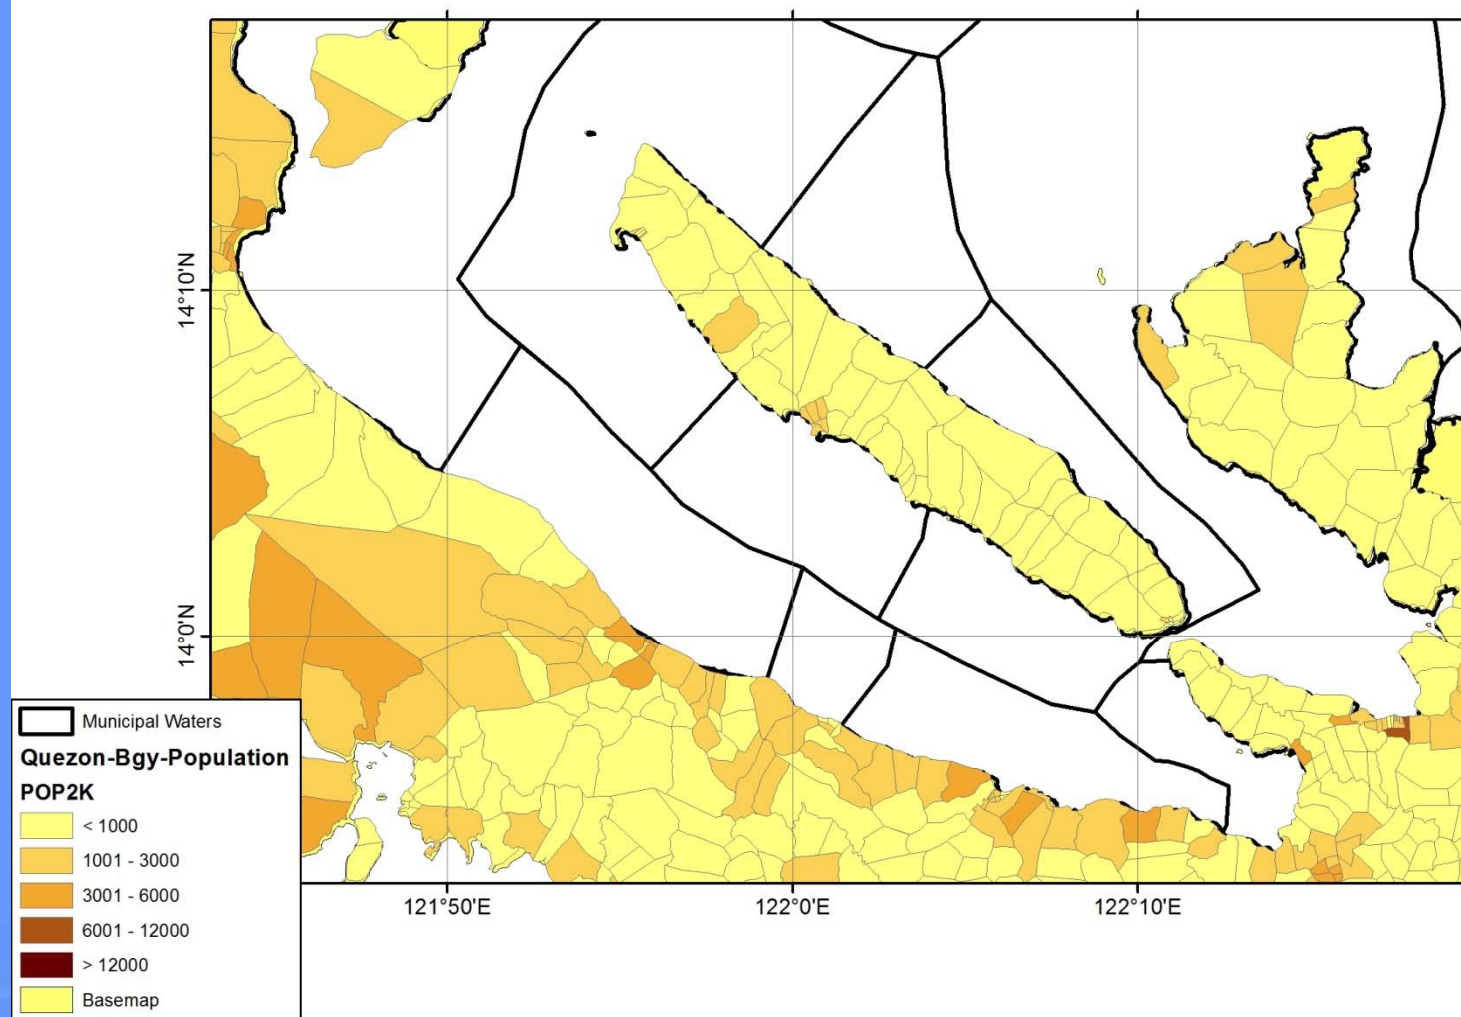 14°10'N
14°0'N
121°50'E
122°0'E
122°10'E
Municipal Waters
Quezon-Bgy-Population
POP2K
< 1000
1001 - 3000
3001 - 6000
6001 - 12000
> 12000
Basemap